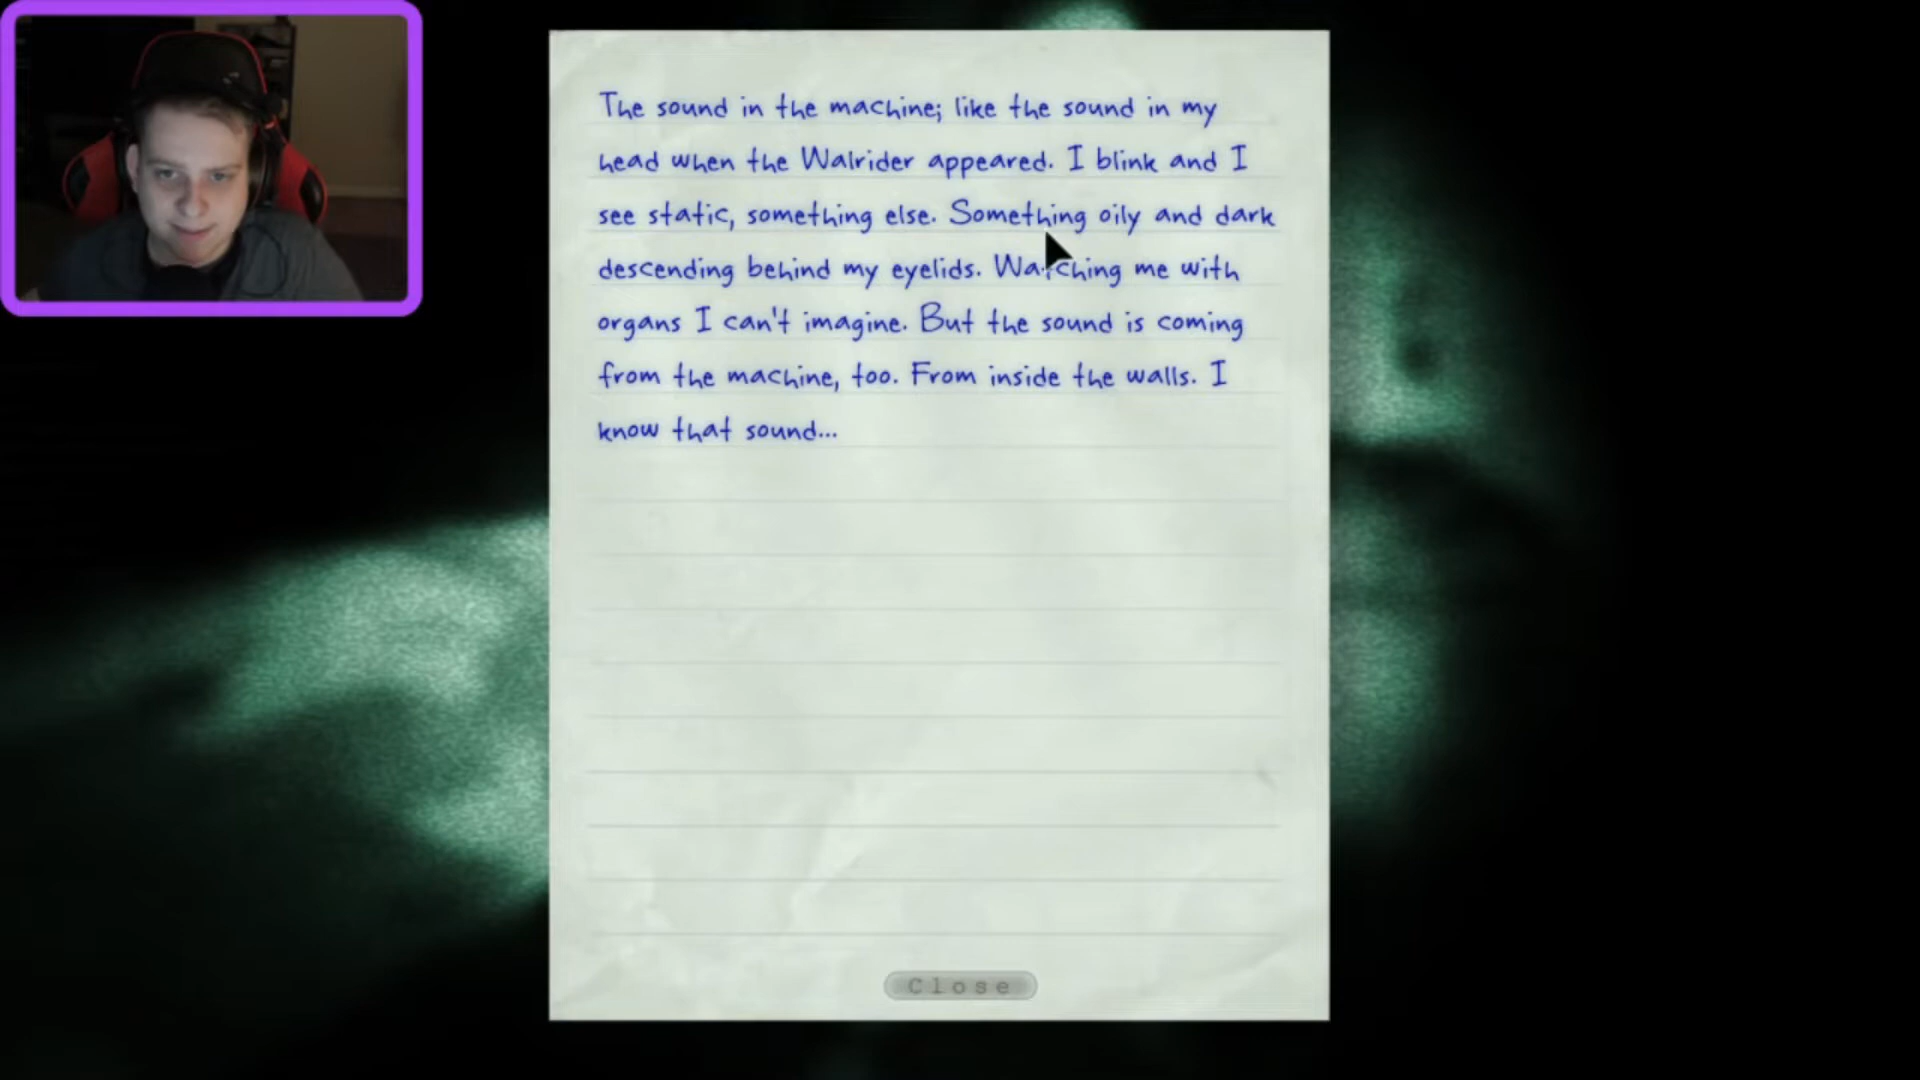 The sound in the machine; like the sound in my
head when the Walrider appeared. I blink and I
see static, something else. Something oily and dark
descending behind my eyelids. Watching me with
organs I can't imagine. But the sound is coming
from the machine, too. From inside the walls. I
know that sound...
Close